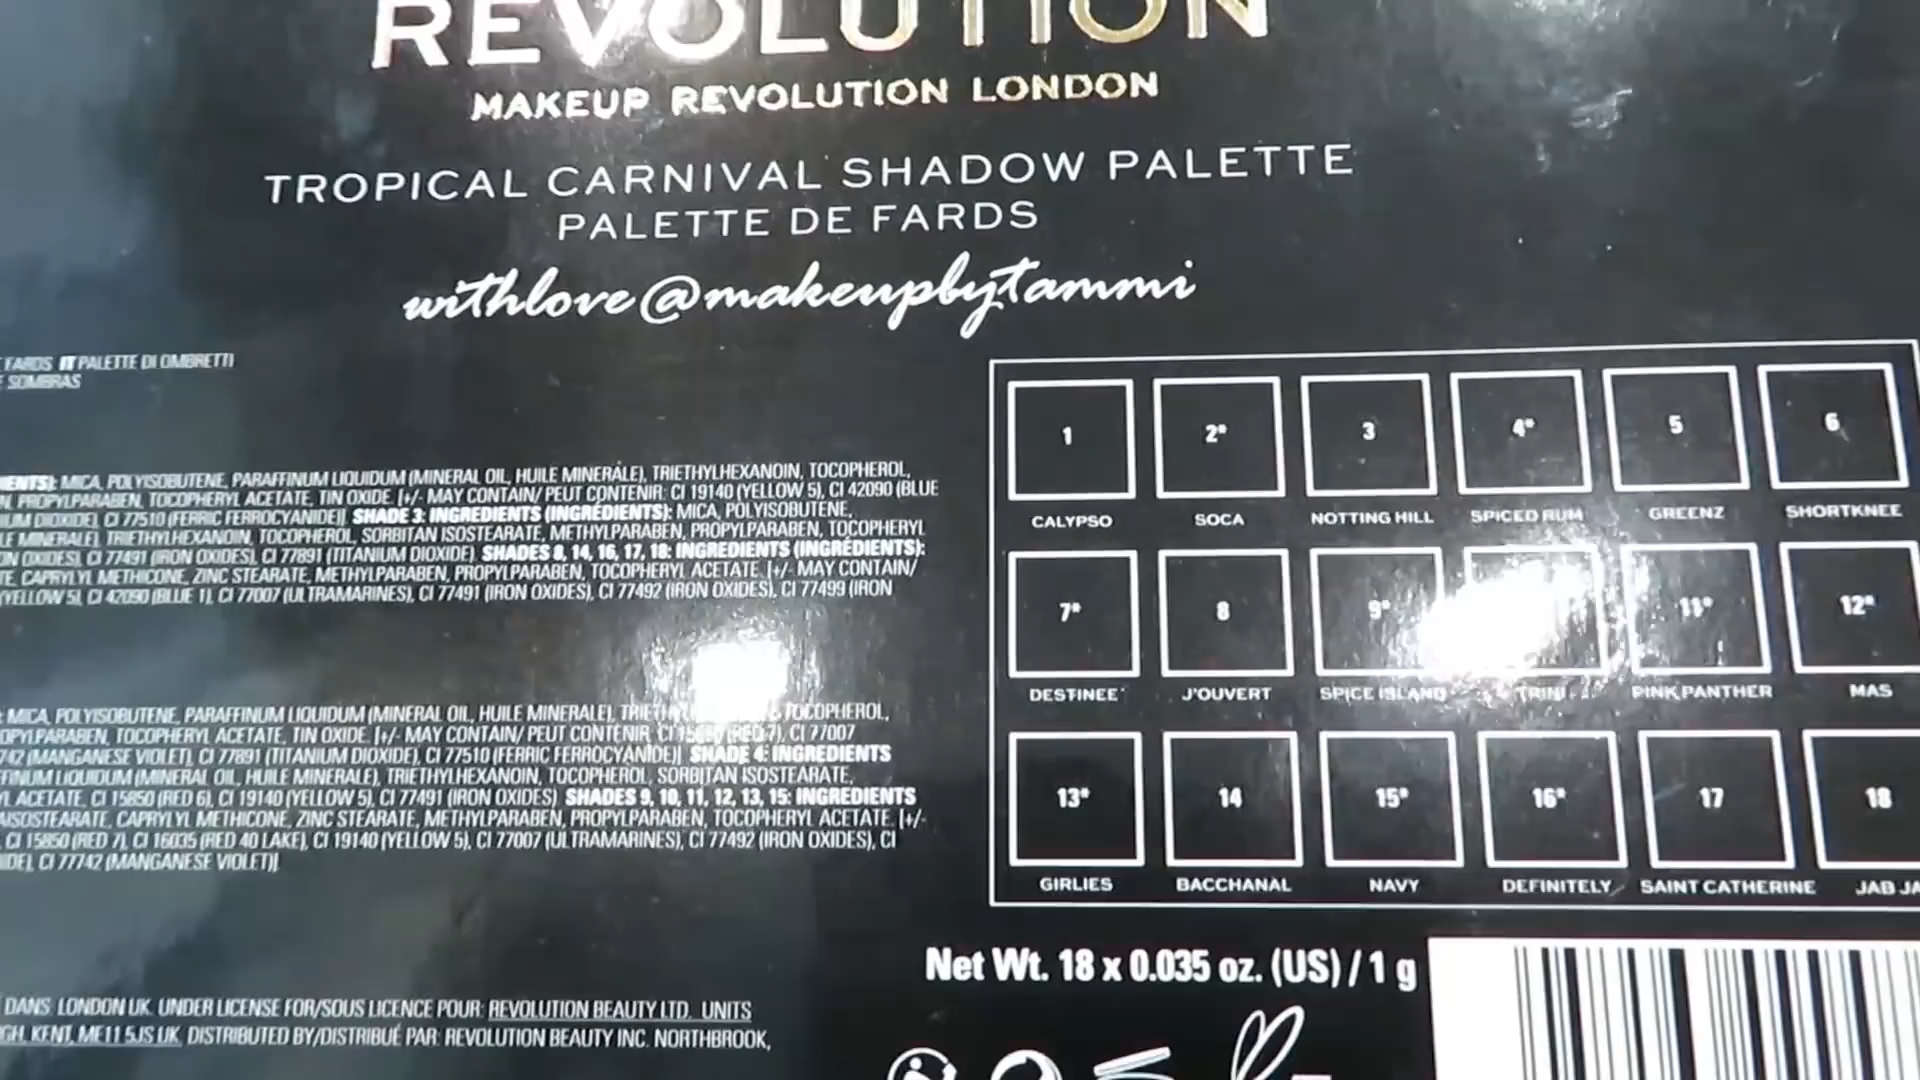 REVOLUTION
MAKEUP REVOLUTION LONDON
TROPICAL CARNIVAL SHADOW PALETTE
PALETTE DE FARDS
withlove@makeupbytammi
FARDS IT PALETTE DI OMBRETTI
SOMBRAS
MICA, POLYISOBUTENE, PARAFFINUM LIQUIDUM (MINERAL OIL, HUILE MINÉRALE), TRIETHYLHEXANOIN, TOCOPHEROL,
PROPYLPARABEN, TOCOPHERYL ACETATE, TIN OXIDE. [+/- MAY CONTAIN/ PEUT CONTENIR: CI 19140 (YELLOW 5), CI 42090 (BLUE
CI 77510 (FERRIC FERROCYANIDE)]. SHADE 3: INGREDIENTS (INGRÉDIENTS): MICA, POLYISOBUTENE,
TRIETHYLHEXANOIN, TOCOPHEROL, SORBITAN ISOSTEARATE, METHYLPARABEN, PROPYLPARABEN, TOCOPHERYL
CI 77491 (IRON OXIDES), CI 77891 (TITANIUM DIOXIDE). SHADES 8, 14, 16, 17, 18: INGREDIENTS (INGRÉDIENTS):
CAPRYLYL METHICONE, ZINC STEARATE, METHYLPARABEN, PROPYLPARABEN, TOCOPHERYL ACETATE. [+/- MAY CONTAIN/
(YELLOW 5), CI 42090 (BLUE 1), CI 77007 (ULTRAMARINES), CI 77491 (IRON OXIDES), CI 77492 (IRON OXIDES), CI 77499 (IRON
MICA, POLYISOBUTENE, PARAFFINUM LIQUIDUM (MINERAL OIL, HUILE MINERALE), TOCOPHEROL,
TOCOPHERYL ACETATE, TIN OXIDE. [+/- MAY CONTAIN/ PEUT CONTENIR: CI 77007
(MANGANESE VIOLET), CI 77891 (TITANIUM DIOXIDE), CI 77510 (FERRIC FERROCYANIDE)] SHADE 4: INGREDIENTS
LIQUIDUM (MINERAL OIL, HUILE MINERALE), TRIETHYLHEXANOIN, TOCOPHEROL, SORBITAN ISOSTEARATE,
ACETATE, CI 15850 (RED 6), CI 19140 (YELLOW 5), CI 77491 (IRON OXIDES) SHADES 9, 10, 11, 12, 13, 15: INGREDIENTS
CAPRYLYL METHICONE, ZINC STEARATE, METHYLPARABEN, PROPYLPARABEN, TOCOPHERYL ACETATE. [+/-
CI 15850 (RED 7), CI 16035 (RED 40 LAKE), CI 19140 (YELLOW 5), CI 77007 (ULTRAMARINES), CI 77492 (IRON OXIDES), CI
CI 77742 (MANGANESE VIOLET)]
1 2* 3 4* 5 6
CALYPSO SOCA NOTTING HILL SPICED RUM GREENZ SHORTKNEE
7* 8 9* 11* 12*
DESTINEE J'OUVERT SPICE ISLAND TRINI PINK PANTHER MAS
13* 14 15* 16* 17 18
GIRLIES BACCHANAL NAVY DEFINITELY SAINT CATHERINE JAB JA
Net Wt. 18 x 0.035 oz. (US) / 1 g
DANS LONDON UK. UNDER LICENSE FOR/SOUS LICENCE POUR: REVOLUTION BEAUTY LTD. UNITS
KENT, ME11 5JS UK. DISTRIBUTED BY/DISTRIBUÉ PAR: REVOLUTION BEAUTY INC. NORTHBROOK,